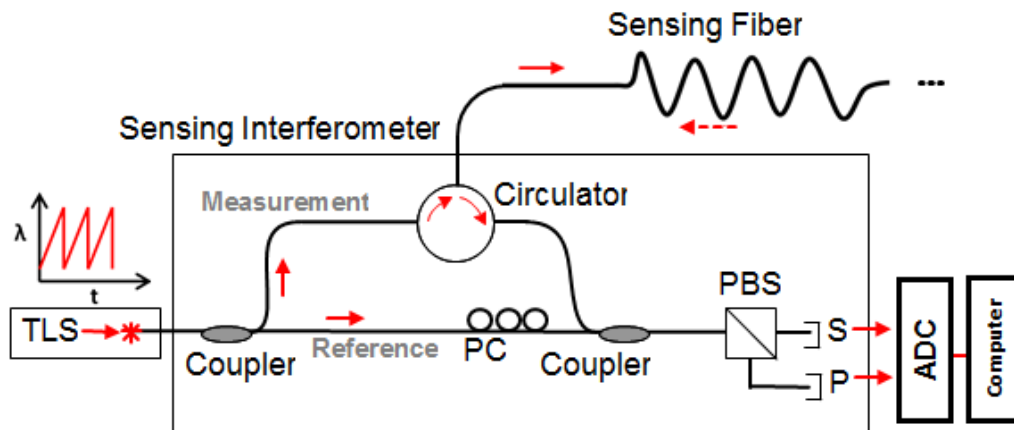 Sensing Fiber
...
Sensing Interferometer
Measurement
Circulator
λ
t
TLS
PBS
Reference
PC
Coupler
Coupler
S
P
ADC
Computer